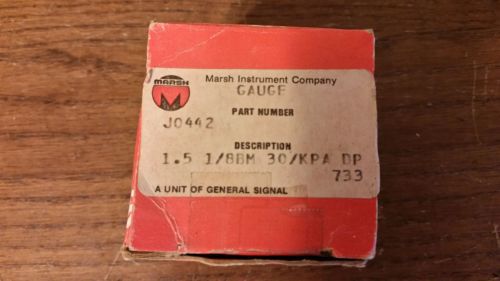 MARSH
Marsh Instrument Company
GAUGE
PART NUMBER
J0442
DESCRIPTION
1.5 1/8BM 30/KPA BP
733
A UNIT OF GENERAL SIGNAL